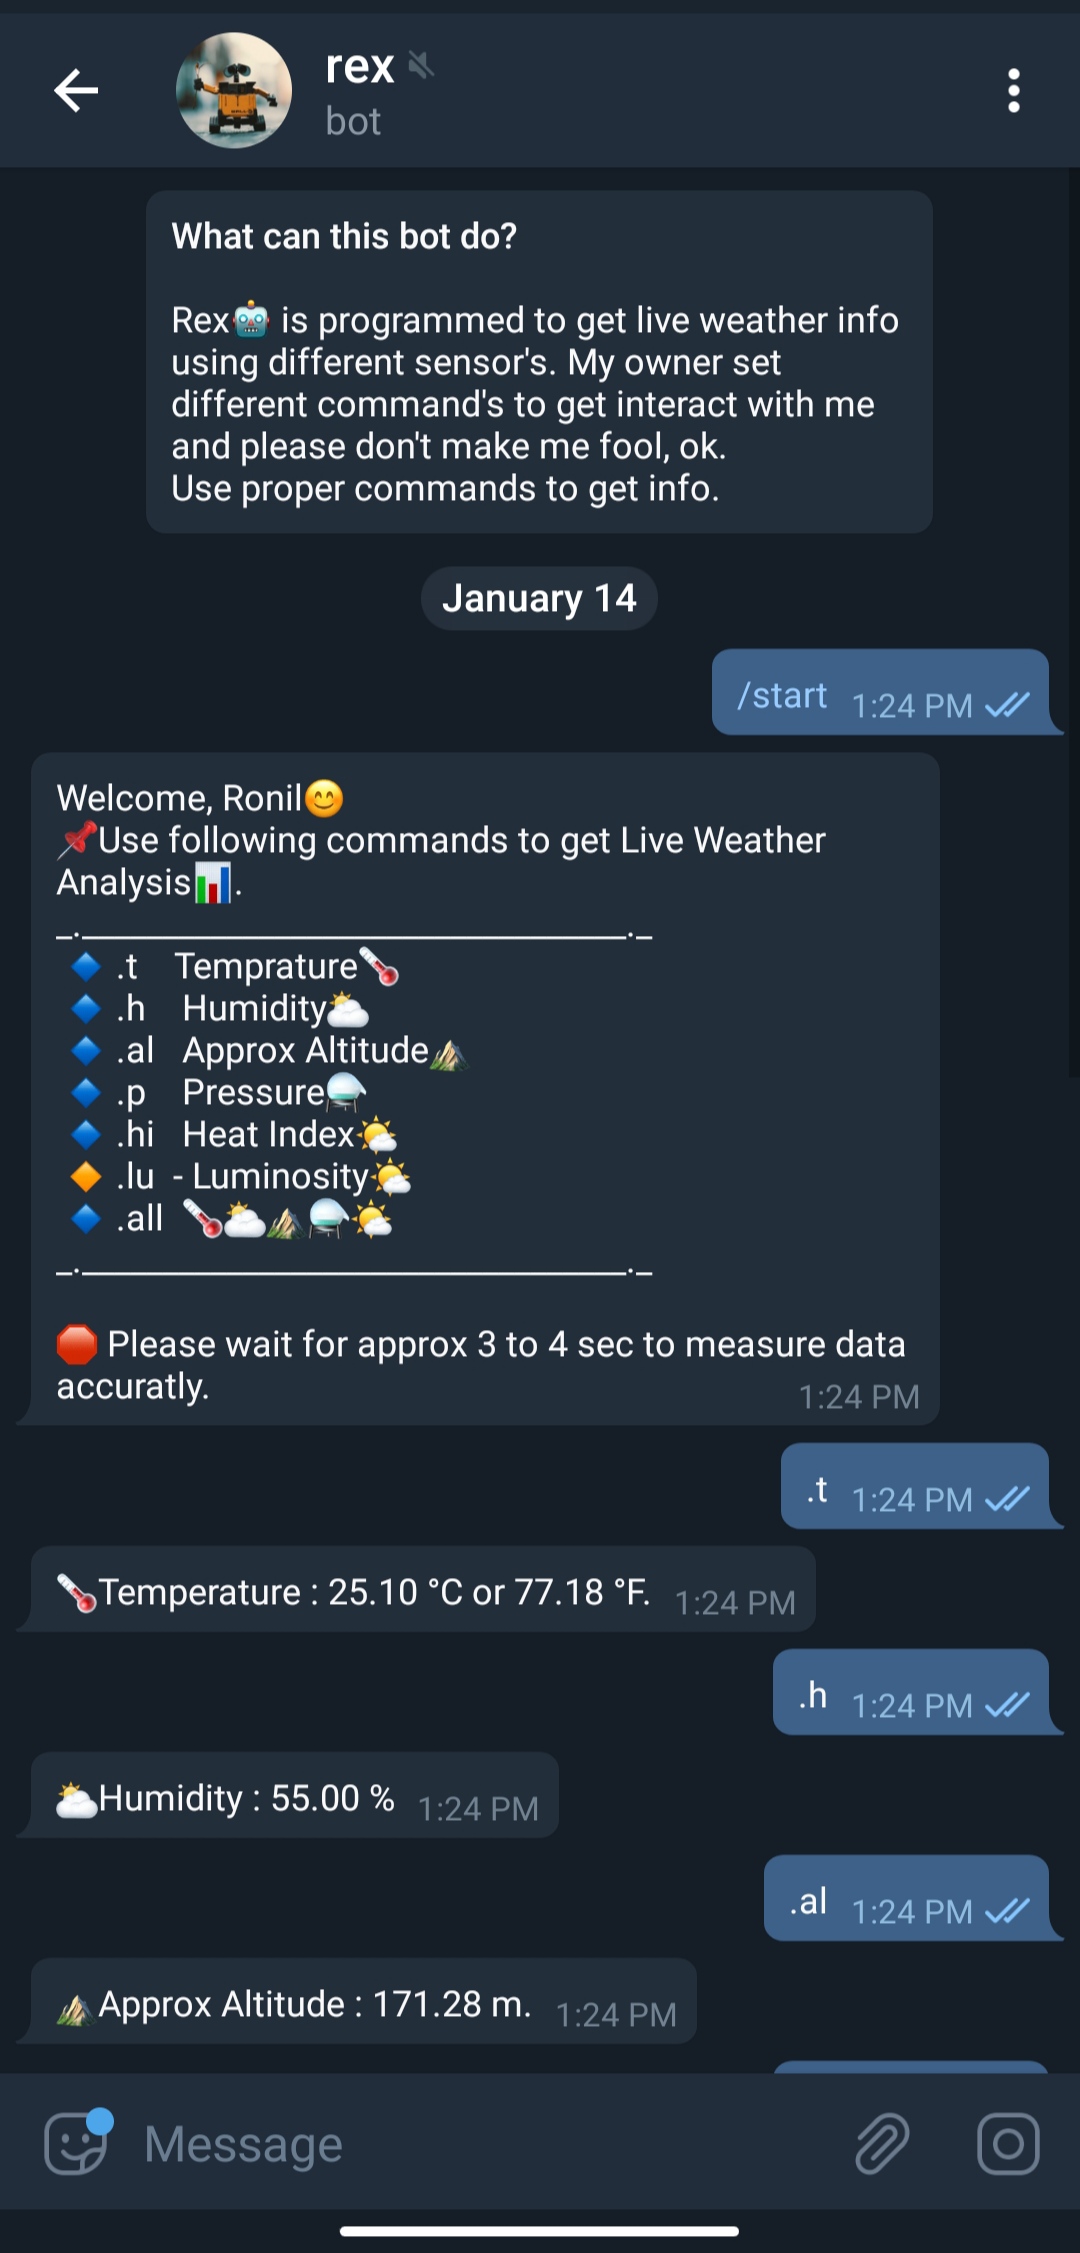 rex
bot
What can this bot do?
Rex🤖 is programmed to get live weather info
using different sensor's. My owner set
different command's to get interact with me
and please don't make me fool, ok.
Use proper commands to get info.
January 14
/start 1:24 PM
Welcome, Ronil😊
📌Use following commands to get Live Weather
Analysis📊.
_.______________________________._
🔷 .t Temprature🌡
🔷 .h Humidity🌥
🔷 .al Approx Altitude⛰
🔷 .p Pressure⚗
🔷 .hi Heat Index🌤
🔶 .lu - Luminosity🌤
🔷 .all 🌡🌥⛰⚗🌤
_.______________________________._
🛑 Please wait for approx 3 to 4 sec to measure data
accuratly.
1:24 PM
.t 1:24 PM
🌡Temperature : 25.10 °C or 77.18 °F. 1:24 PM
.h 1:24 PM
🌥Humidity : 55.00 % 1:24 PM
.al 1:24 PM
⛰Approx Altitude : 171.28 m. 1:24 PM
Message